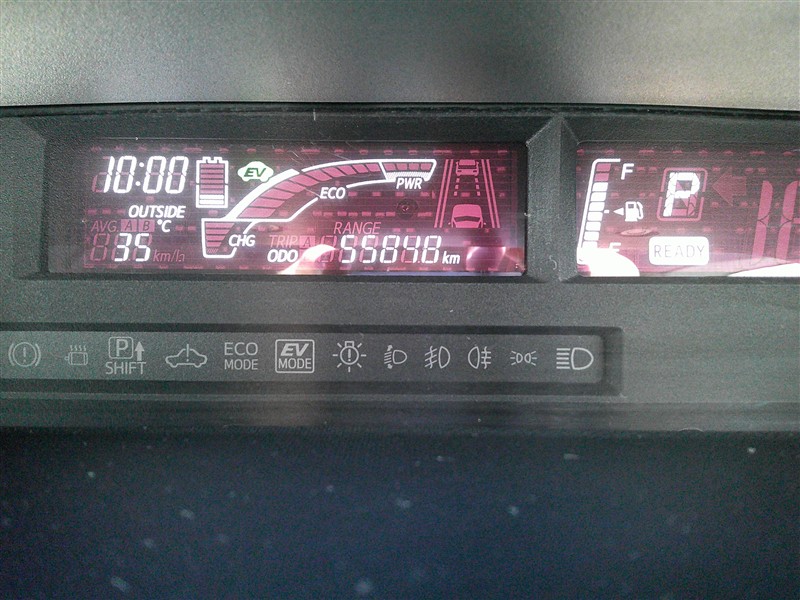 10:00
EV
ECO
PWR
OUTSIDE
°C
AVG. A B
35 km/L
CHG
RANGE
TRIP A
ODO 155848 km
F
P
READY
P
SHIFT
ECO
MODE
EV
MODE